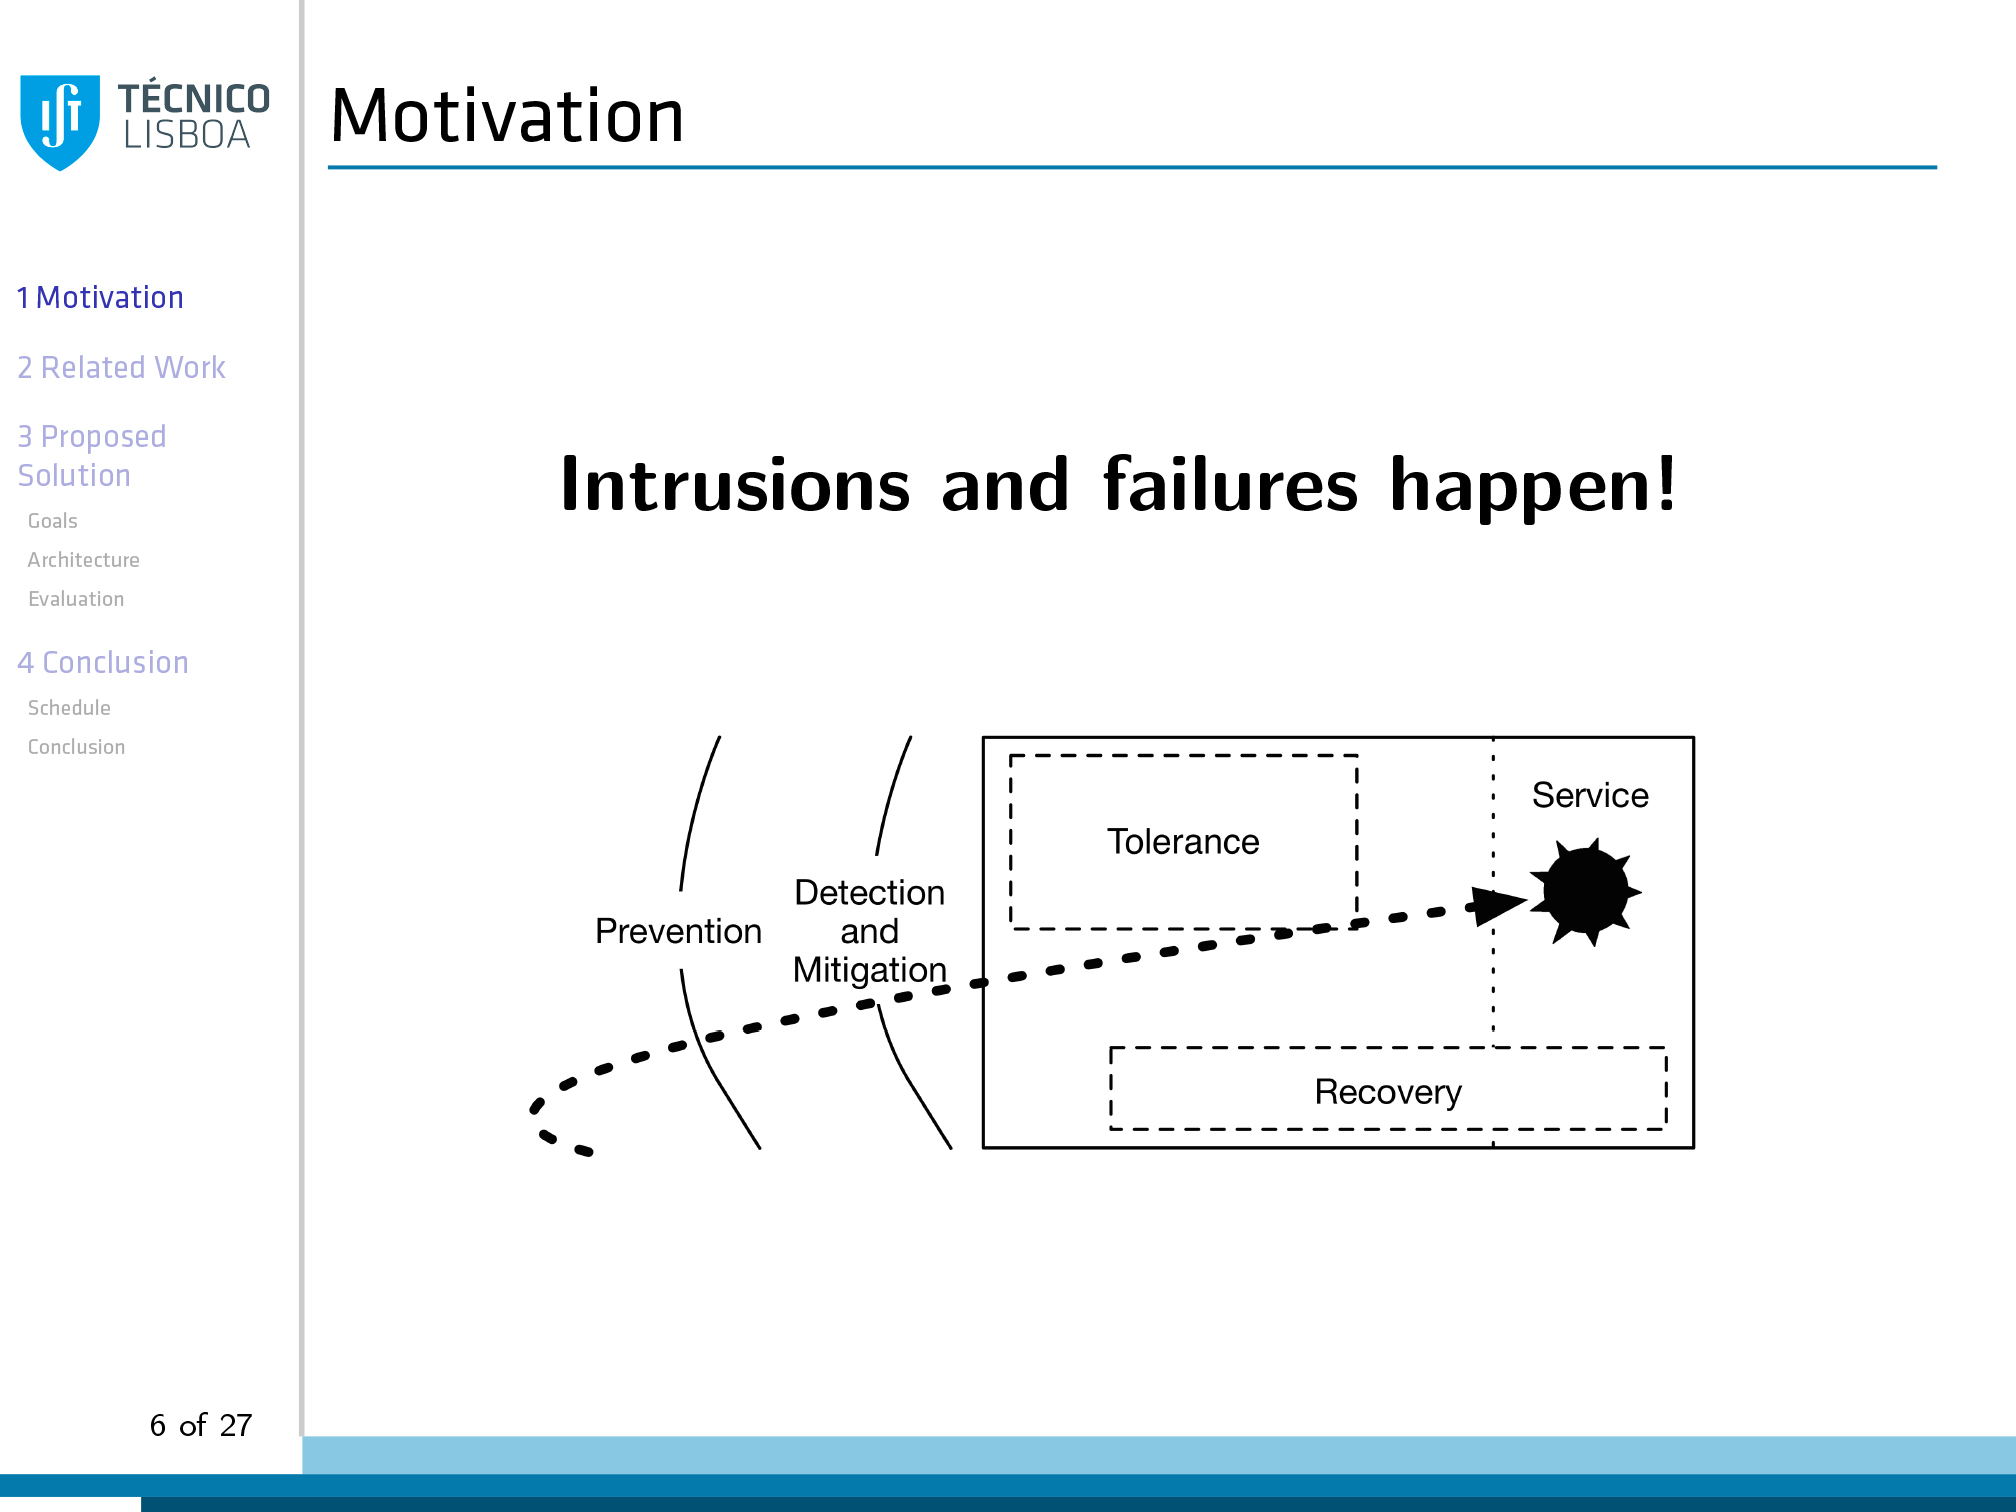 TÉCNICO
LISBOA
Motivation
1 Motivation
2 Related Work
3 Proposed
Solution
Goals
Architecture
Evaluation
4 Conclusion
Schedule
Conclusion
Intrusions and failures happen!
Prevention
Detection
and
Mitigation
Tolerance
Service
Recovery
6 of 27